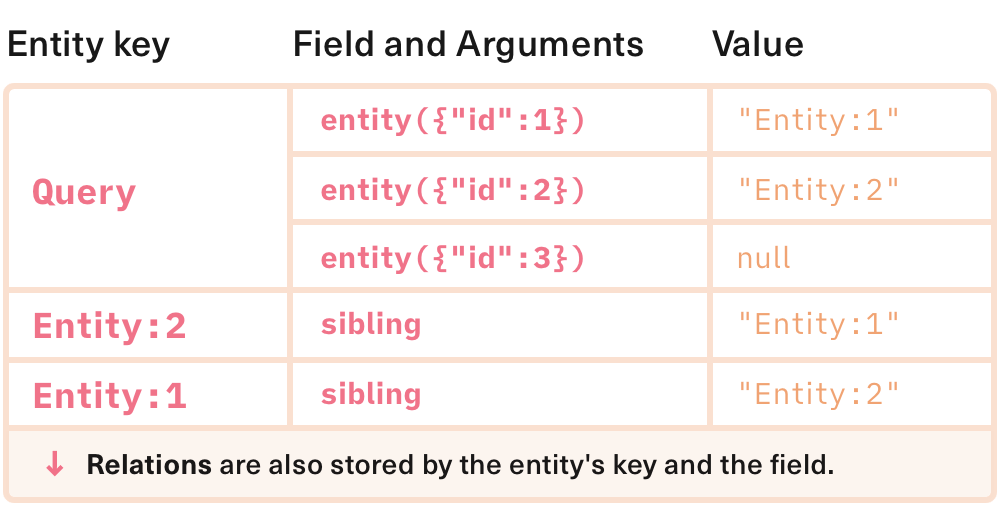 Entity key Field and Arguments Value
Query
entity({"id":1}) "Entity:1"
entity({"id":2}) "Entity:2"
entity({"id":3}) null
Entity:2 sibling "Entity:1"
Entity:1 sibling "Entity:2"
↓ Relations are also stored by the entity's key and the field.